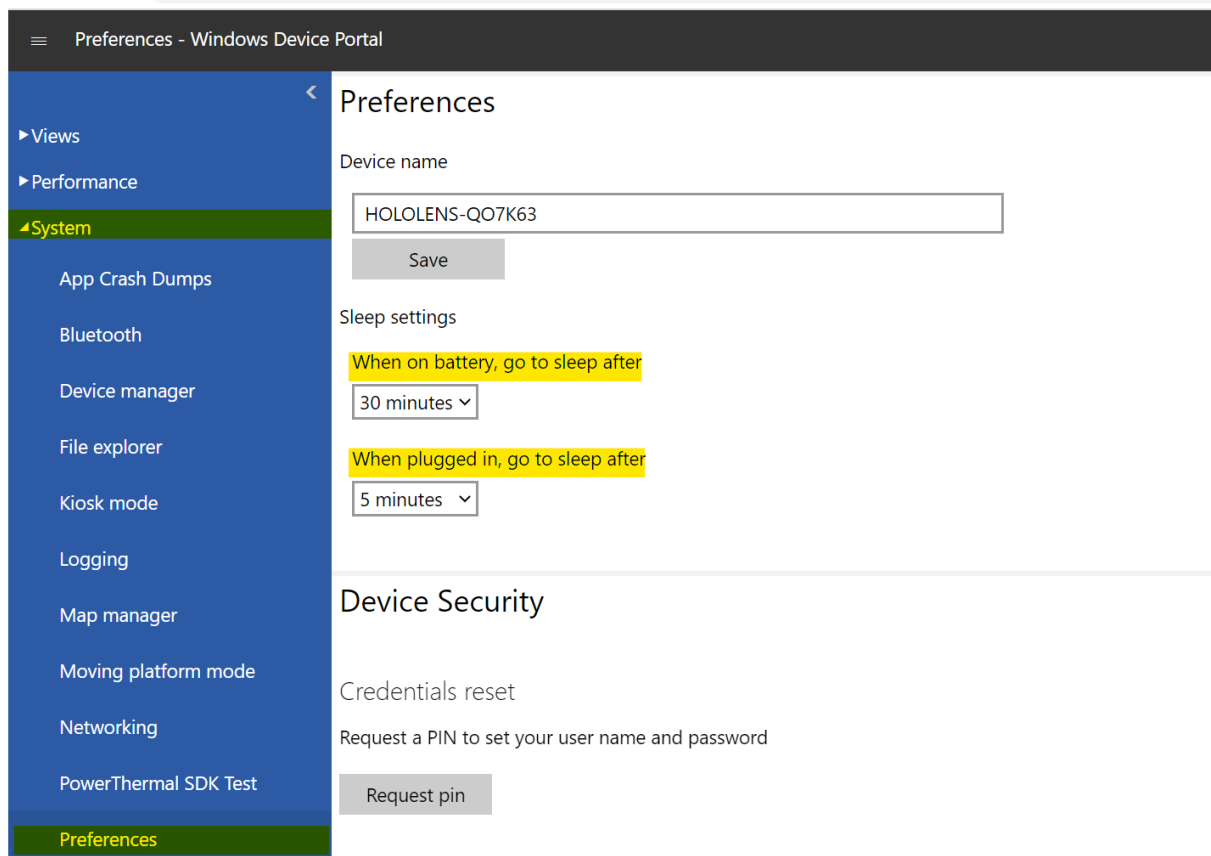 Preferences - Windows Device Portal
Views
Performance
System
App Crash Dumps
Bluetooth
Device manager
File explorer
Kiosk mode
Logging
Map manager
Moving platform mode
Networking
PowerThermal SDK Test
Preferences
Preferences
Device name
HOLOLENS-QO7K63
Save
Sleep settings
When on battery, go to sleep after
30 minutes
When plugged in, go to sleep after
5 minutes
Device Security
Credentials reset
Request a PIN to set your user name and password
Request pin